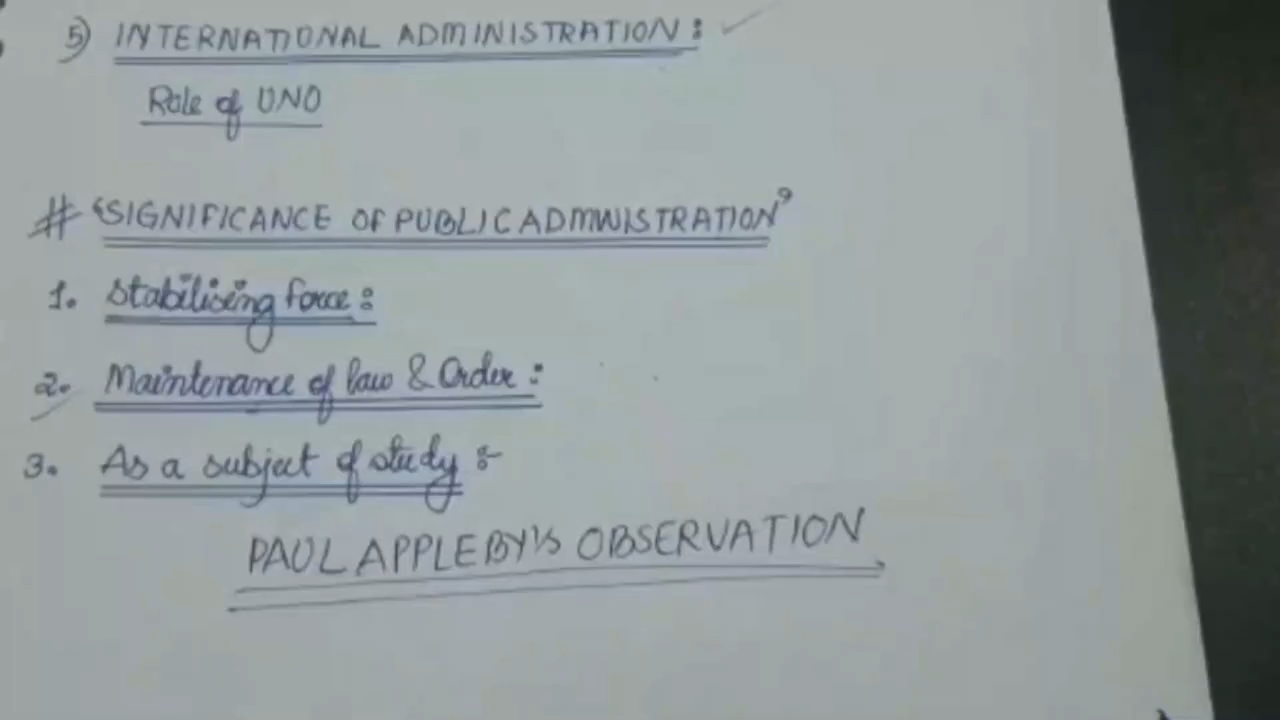 5) INTERNATIONAL ADMINISTRATION:
Role of UNO
# "SIGNIFICANCE OF PUBLIC ADMINISTRATION"
1. Stabilising force:
2. Maintenance of law & Order:
3. As a subject of study :-
PAUL APPLEBY'S OBSERVATION